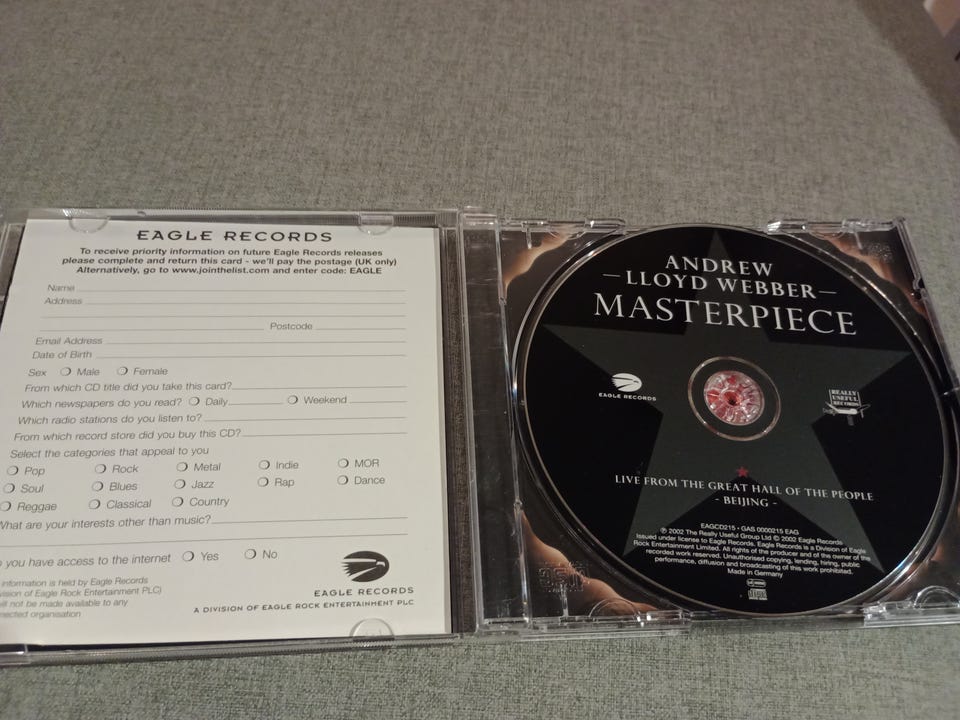 EAGLE RECORDS
To receive priority information on future Eagle Records releases
please complete and return this card - we'll pay the postage (UK only)
Alternatively, go to www.jointhelist.com and enter code: EAGLE
Name
Address
Postcode
Email Address
Date of Birth
Sex Male Female
From which CD title did you take this card?
Which newspapers do you read? Daily Weekend
Which radio stations do you listen to?
From which record store did you buy this CD?
Select the categories that appeal to you
Pop Rock Metal Indie MOR
Soul Blues Jazz Rap Dance
Reggae Classical Country
What are your interests other than music?
o you have access to the internet Yes No
information is held by Eagle Records
vision of Eagle Rock Entertainment PLC)
ill not be made available to any
nected organisation
EAGLE RECORDS
A DIVISION OF EAGLE ROCK ENTERTAINMENT PLC
ANDREW
LLOYD WEBBER
MASTERPIECE
EAGLE RECORDS
REALLY
USEFUL
RECORDS
LIVE FROM THE GREAT HALL OF THE PEOPLE
- BEIJING -
EAGCD215 • GAS 0000215 EAG
℗ 2002 The Really Useful Group Ltd © 2002 Eagle Records
Issued under license to Eagle Records. Eagle Records is a Division of Eagle
Rock Entertainment Limited. All rights of the producer and of the owner of the
recorded work reserved. Unauthorised copying, lending, hiring, public
performance, diffusion and broadcasting of this work prohibited.
Made in Germany